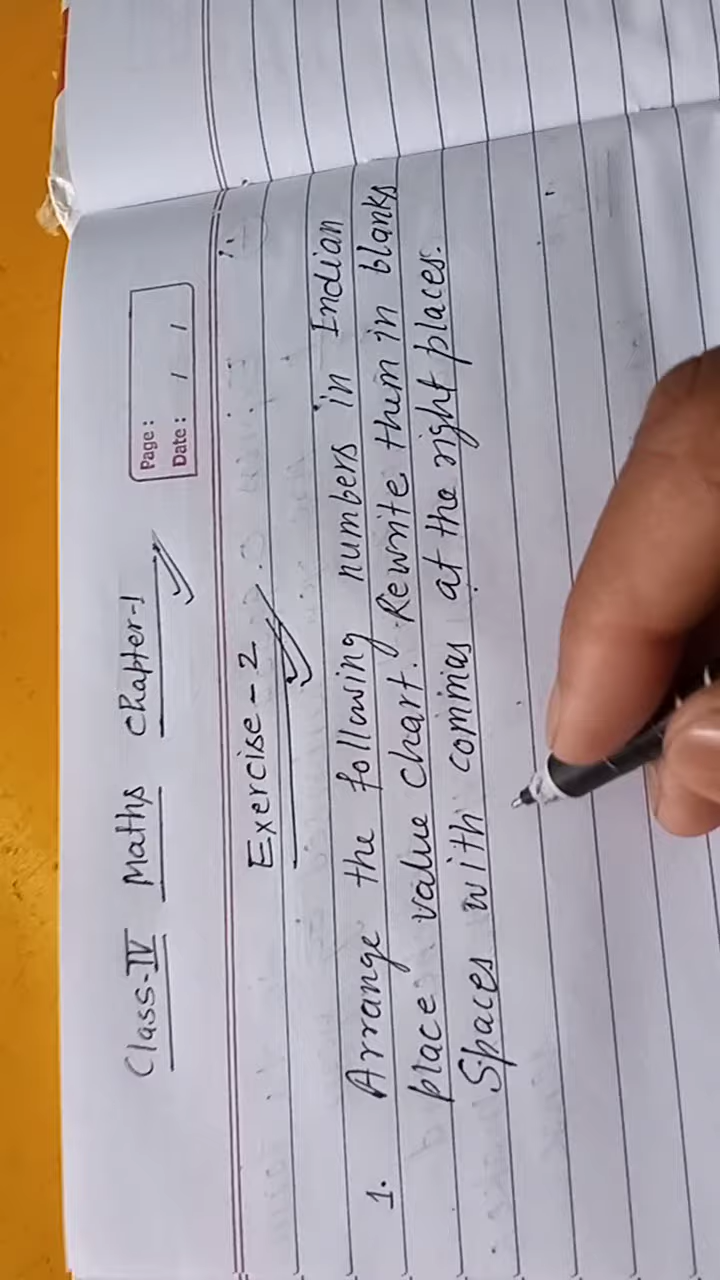 Page:
Date: / /
Class-IV Maths Chapter-1
Exercise-2
1. Arrange the following numbers in Indian
place value chart. Rewrite them in blanks
Spaces with commas at the right places.